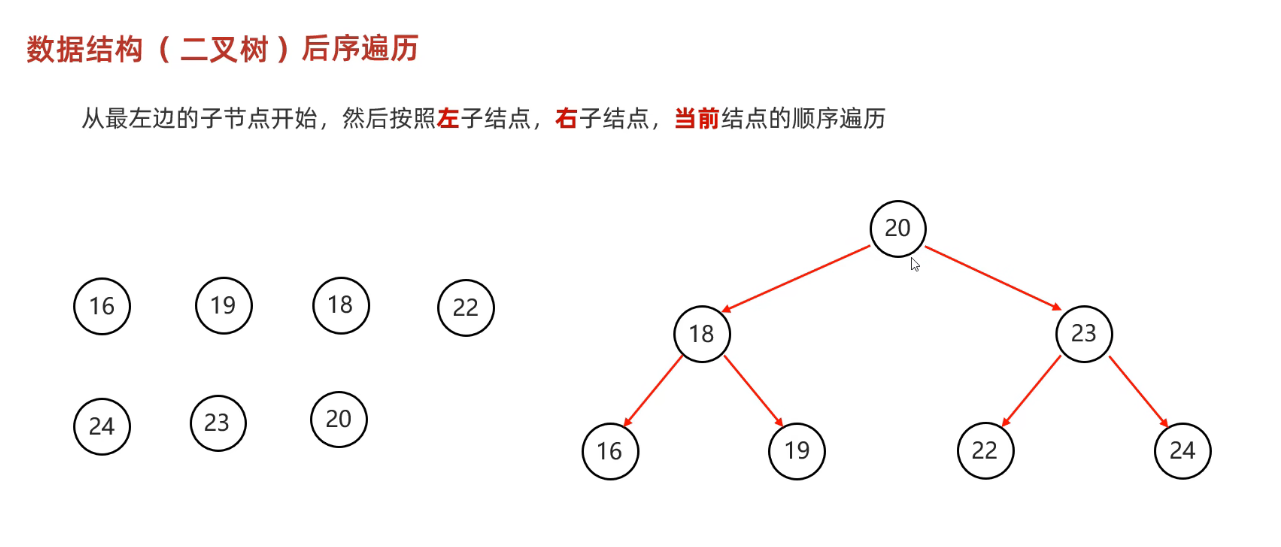 数据结构（二叉树）后序遍历
从最左边的子节点开始，然后按照左子结点，右子结点，当前结点的顺序遍历
16 19 18 22
24 23 20
20
18 23
16 19 22 24